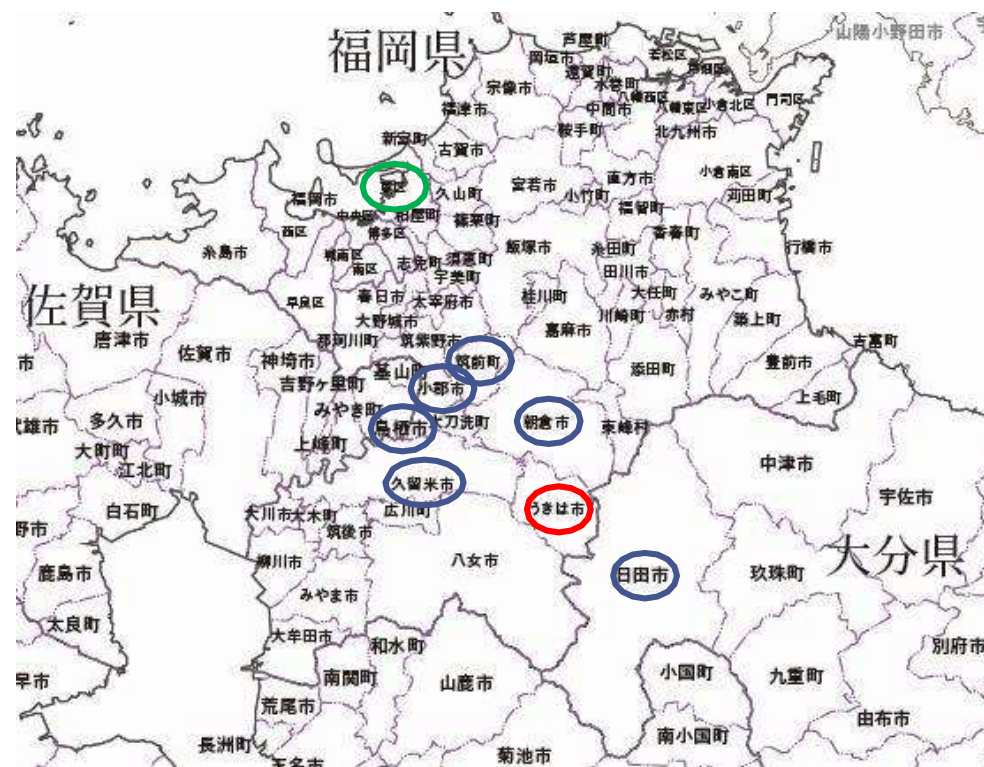 山陽小野田市
福岡県
芦屋町
岡垣市
遠賀町
若松区
戸畑区
水巻町
宗像市
八幡西区
八幡東区
小倉北区
門司区
福津市
中間市
鞍手町
北九州市
新宮町
古賀市
小倉南区
東区
久山町
宮若市
小竹町
直方市
苅田町
福岡市
中央区
粕屋町
篠栗町
福智町
香春町
西区
博多区
飯塚市
糸田町
行橋市
糸島市
城南区
南区
志免町
須恵町
宇美町
田川市
佐賀県
早良区
春日市
太宰府市
桂川町
大任町
みやこ町
大野城市
川崎町
赤村
築上町
唐津市
佐賀市
那珂川町
筑紫野市
嘉麻市
吉富町
市
神埼市
基山町
筑前町
添田町
豊前市
吉野ヶ里町
小郡市
上毛町
小城市
みやき町
武雄市
多久市
鳥栖市
大刀洗町
朝倉市
東峰村
大町町
上峰町
江北町
中津市
久留米市
宇佐市
白石町
大川市
大木町
広川町
うきは市
野市
筑後市
大分県
鹿島市
柳川市
八女市
日田市
玖珠町
みやま市
太良町
大牟田市
和水町
別府市
早市
南関町
山鹿市
小国町
九重町
荒尾市
由布市
長洲町
南小国町
玉名市
菊池市